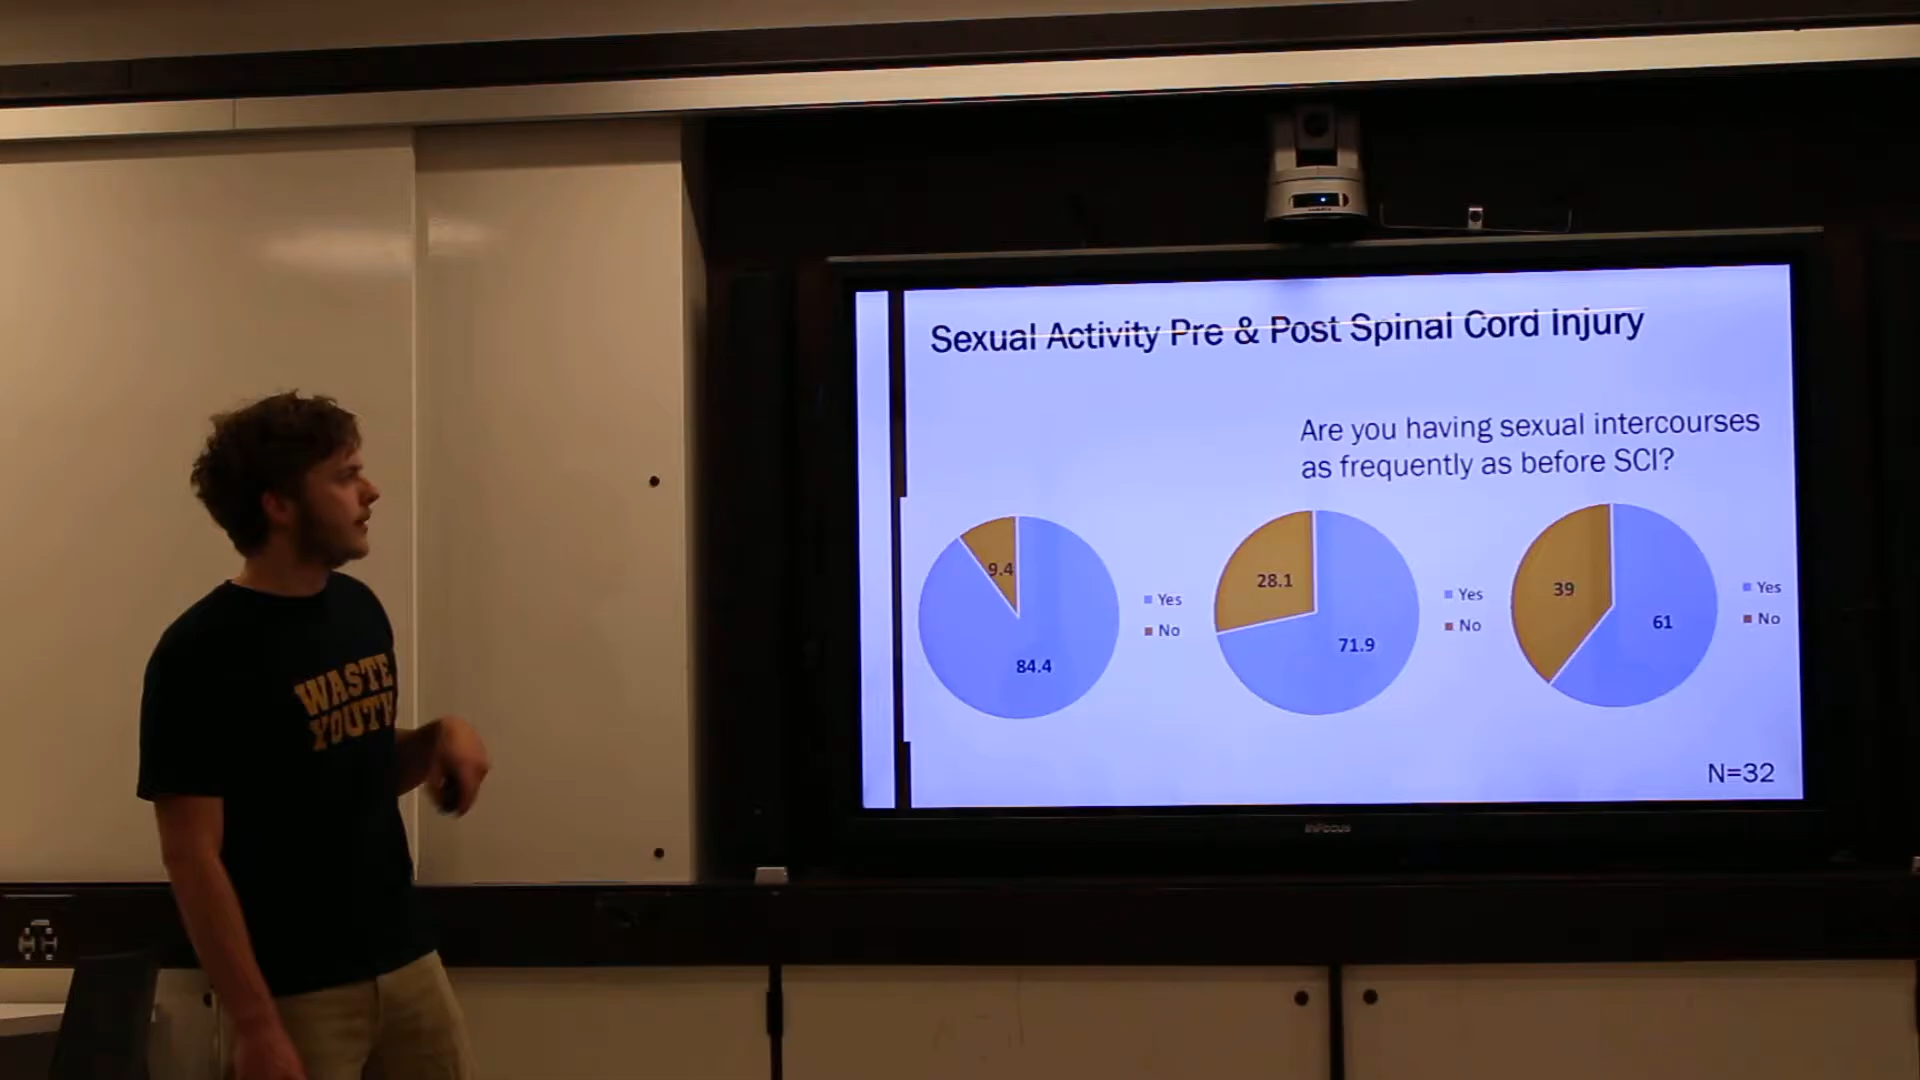 Sexual Activity Pre & Post Spinal Cord Injury
Are you having sexual intercourses
as frequently as before SCI?
9.4
84.4
Yes
No
28.1
71.9
Yes
No
39
61
Yes
No
N=32
WASTE
YOUTH
InFocus